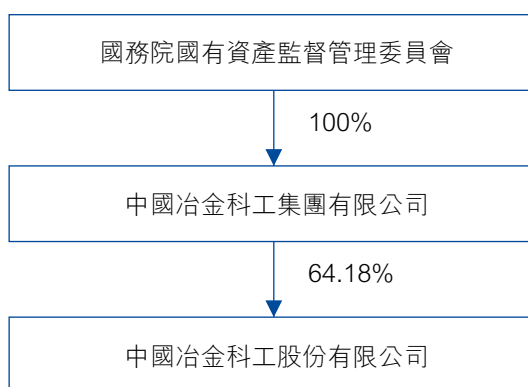 國務院國有資產監督管理委員會
100%
中國冶金科工集團有限公司
64.18%
中國冶金科工股份有限公司